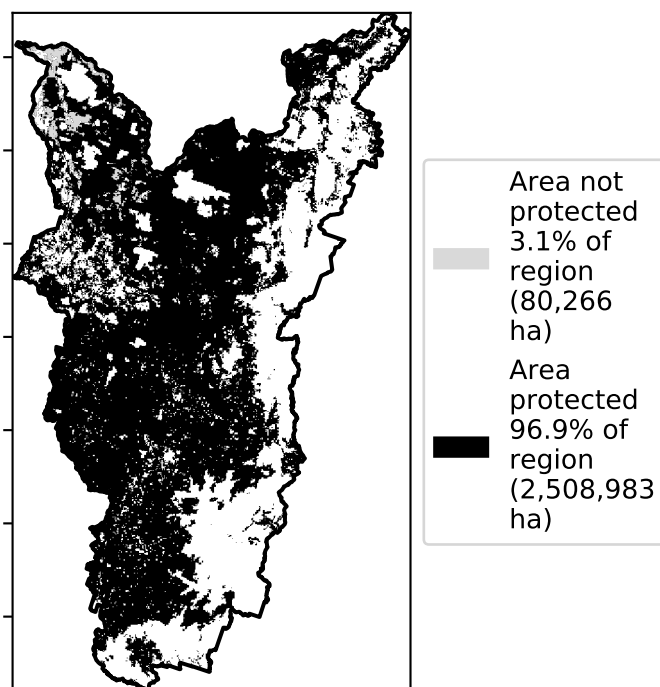 Area not
protected
3.1% of
region
(80,266
ha)
Area
protected
96.9% of
region
(2,508,983
ha)